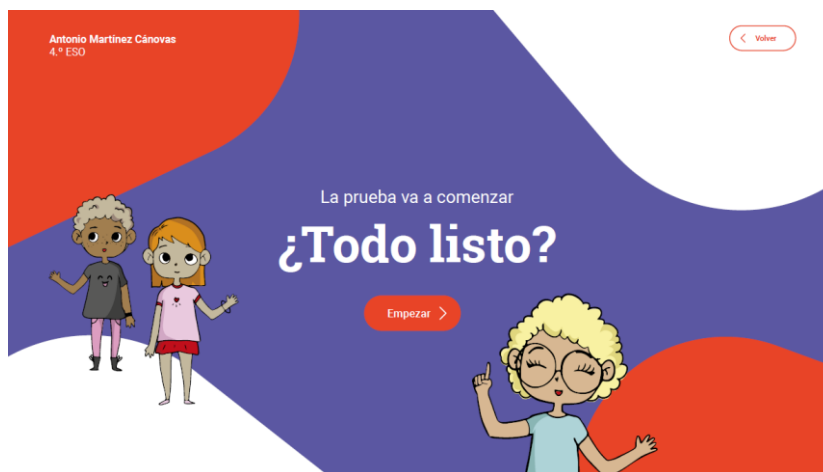 Antonio Martínez Cánovas
4.º ESO
Volver
La prueba va a comenzar
¿Todo listo?
Empezar